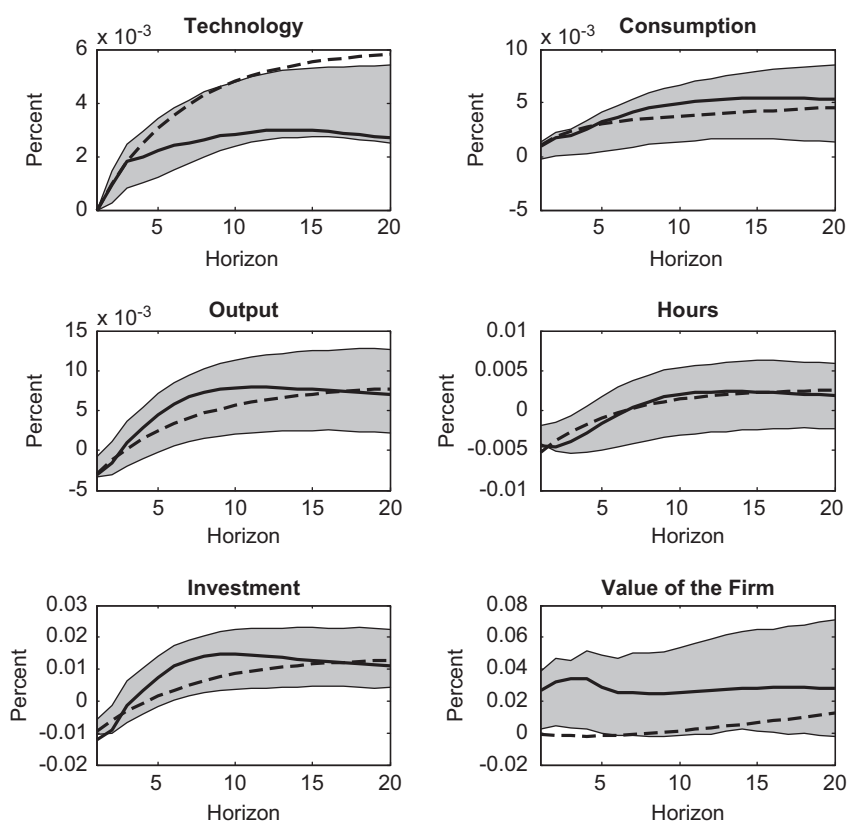 Technology
x 10-3
Percent
6
4
2
0
5 10 15 20
Horizon
Consumption
x 10-3
Percent
10
5
0
-5
5 10 15 20
Horizon
Output
x 10-3
Percent
15
10
5
0
-5
5 10 15 20
Horizon
Hours
Percent
0.01
0.005
0
-0.005
-0.01
5 10 15 20
Horizon
Investment
Percent
0.03
0.02
0.01
0
-0.01
-0.02
5 10 15 20
Horizon
Value of the Firm
Percent
0.08
0.06
0.04
0.02
0
-0.02
5 10 15 20
Horizon